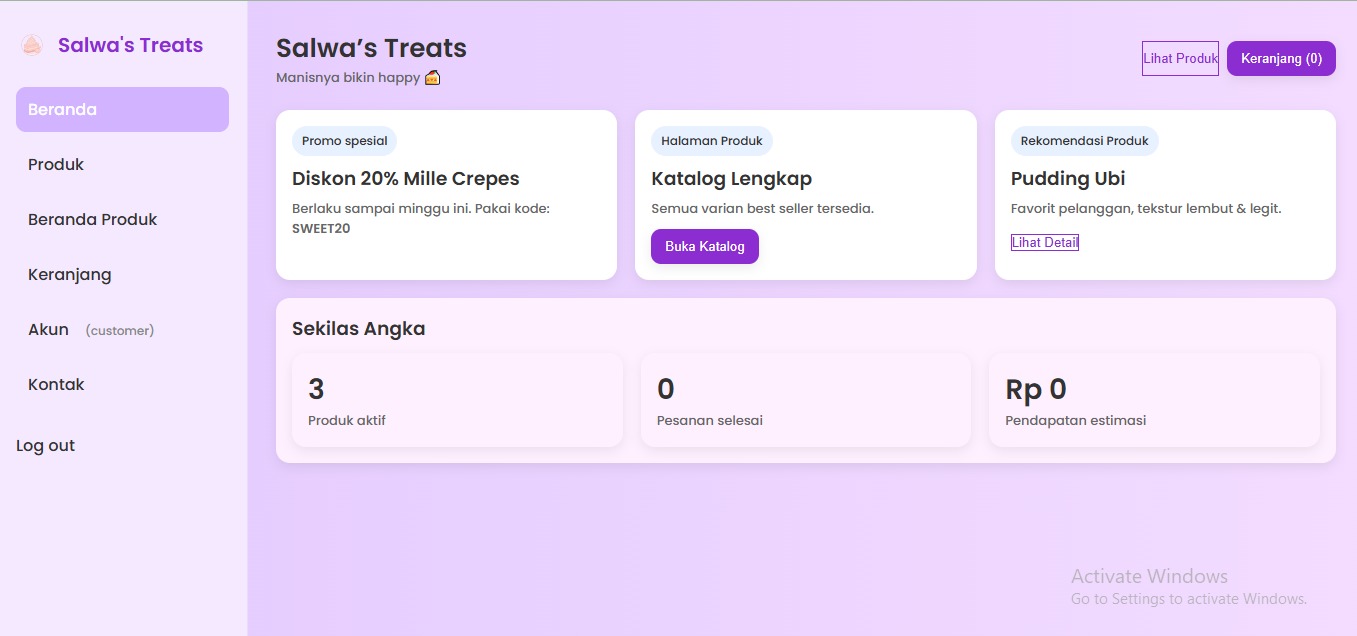 Salwa's Treats
Beranda
Produk
Beranda Produk
Keranjang
Akun (customer)
Kontak
Log out
Salwa’s Treats
Manisnya bikin happy 🍰
Lihat Produk
Keranjang (0)
Promo spesial
Diskon 20% Mille Crepes
Berlaku sampai minggu ini. Pakai kode:
SWEET20
Halaman Produk
Katalog Lengkap
Semua varian best seller tersedia.
Buka Katalog
Rekomendasi Produk
Pudding Ubi
Favorit pelanggan, tekstur lembut & legit.
Lihat Detail
Sekilas Angka
3
Produk aktif
0
Pesanan selesai
Rp 0
Pendapatan estimasi
Activate Windows
Go to Settings to activate Windows.